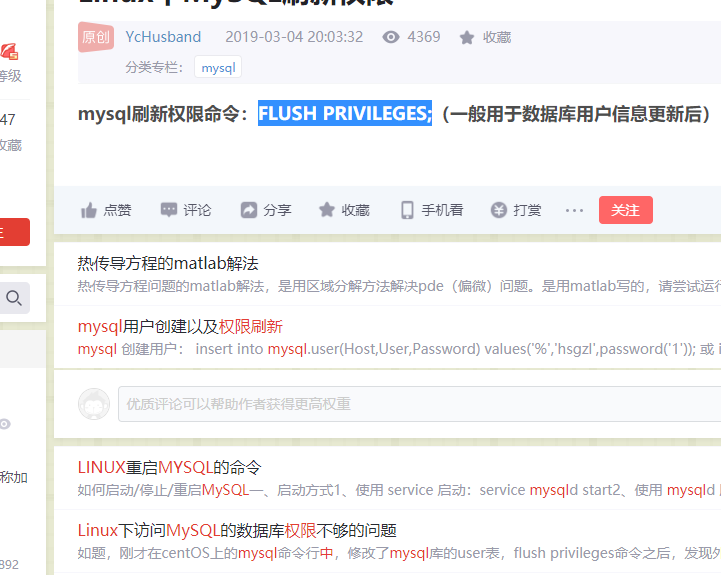 原创 YcHusband 2019-03-04 20:03:32 4369 收藏
分类专栏： mysql
mysql刷新权限命令：FLUSH PRIVILEGES;（一般用于数据库用户信息更新后）
等级
47
收藏
点赞 评论 分享 收藏 手机看 打赏 ··· 关注
热传导方程的matlab解法
热传导方程问题的matlab解法，是用区域分解方法解决pde（偏微）问题。是用matlab写的，请尝试运行
mysql用户创建以及权限刷新
mysql 创建用户： insert into mysql.user(Host,User,Password) values('%','hsgzl',password('1')); 或
优质评论可以帮助作者获得更高权重
LINUX重启MYSQL的命令
如何启动/停止/重启MySQL一、启动方式1、使用 service 启动：service mysqld start2、使用 mysqld
称加
Linux下访问MySQL的数据库权限不够的问题
如题，刚才在centOS上的mysql命令行中，修改了mysql库的user表，flush privileges命令之后，发现外
892